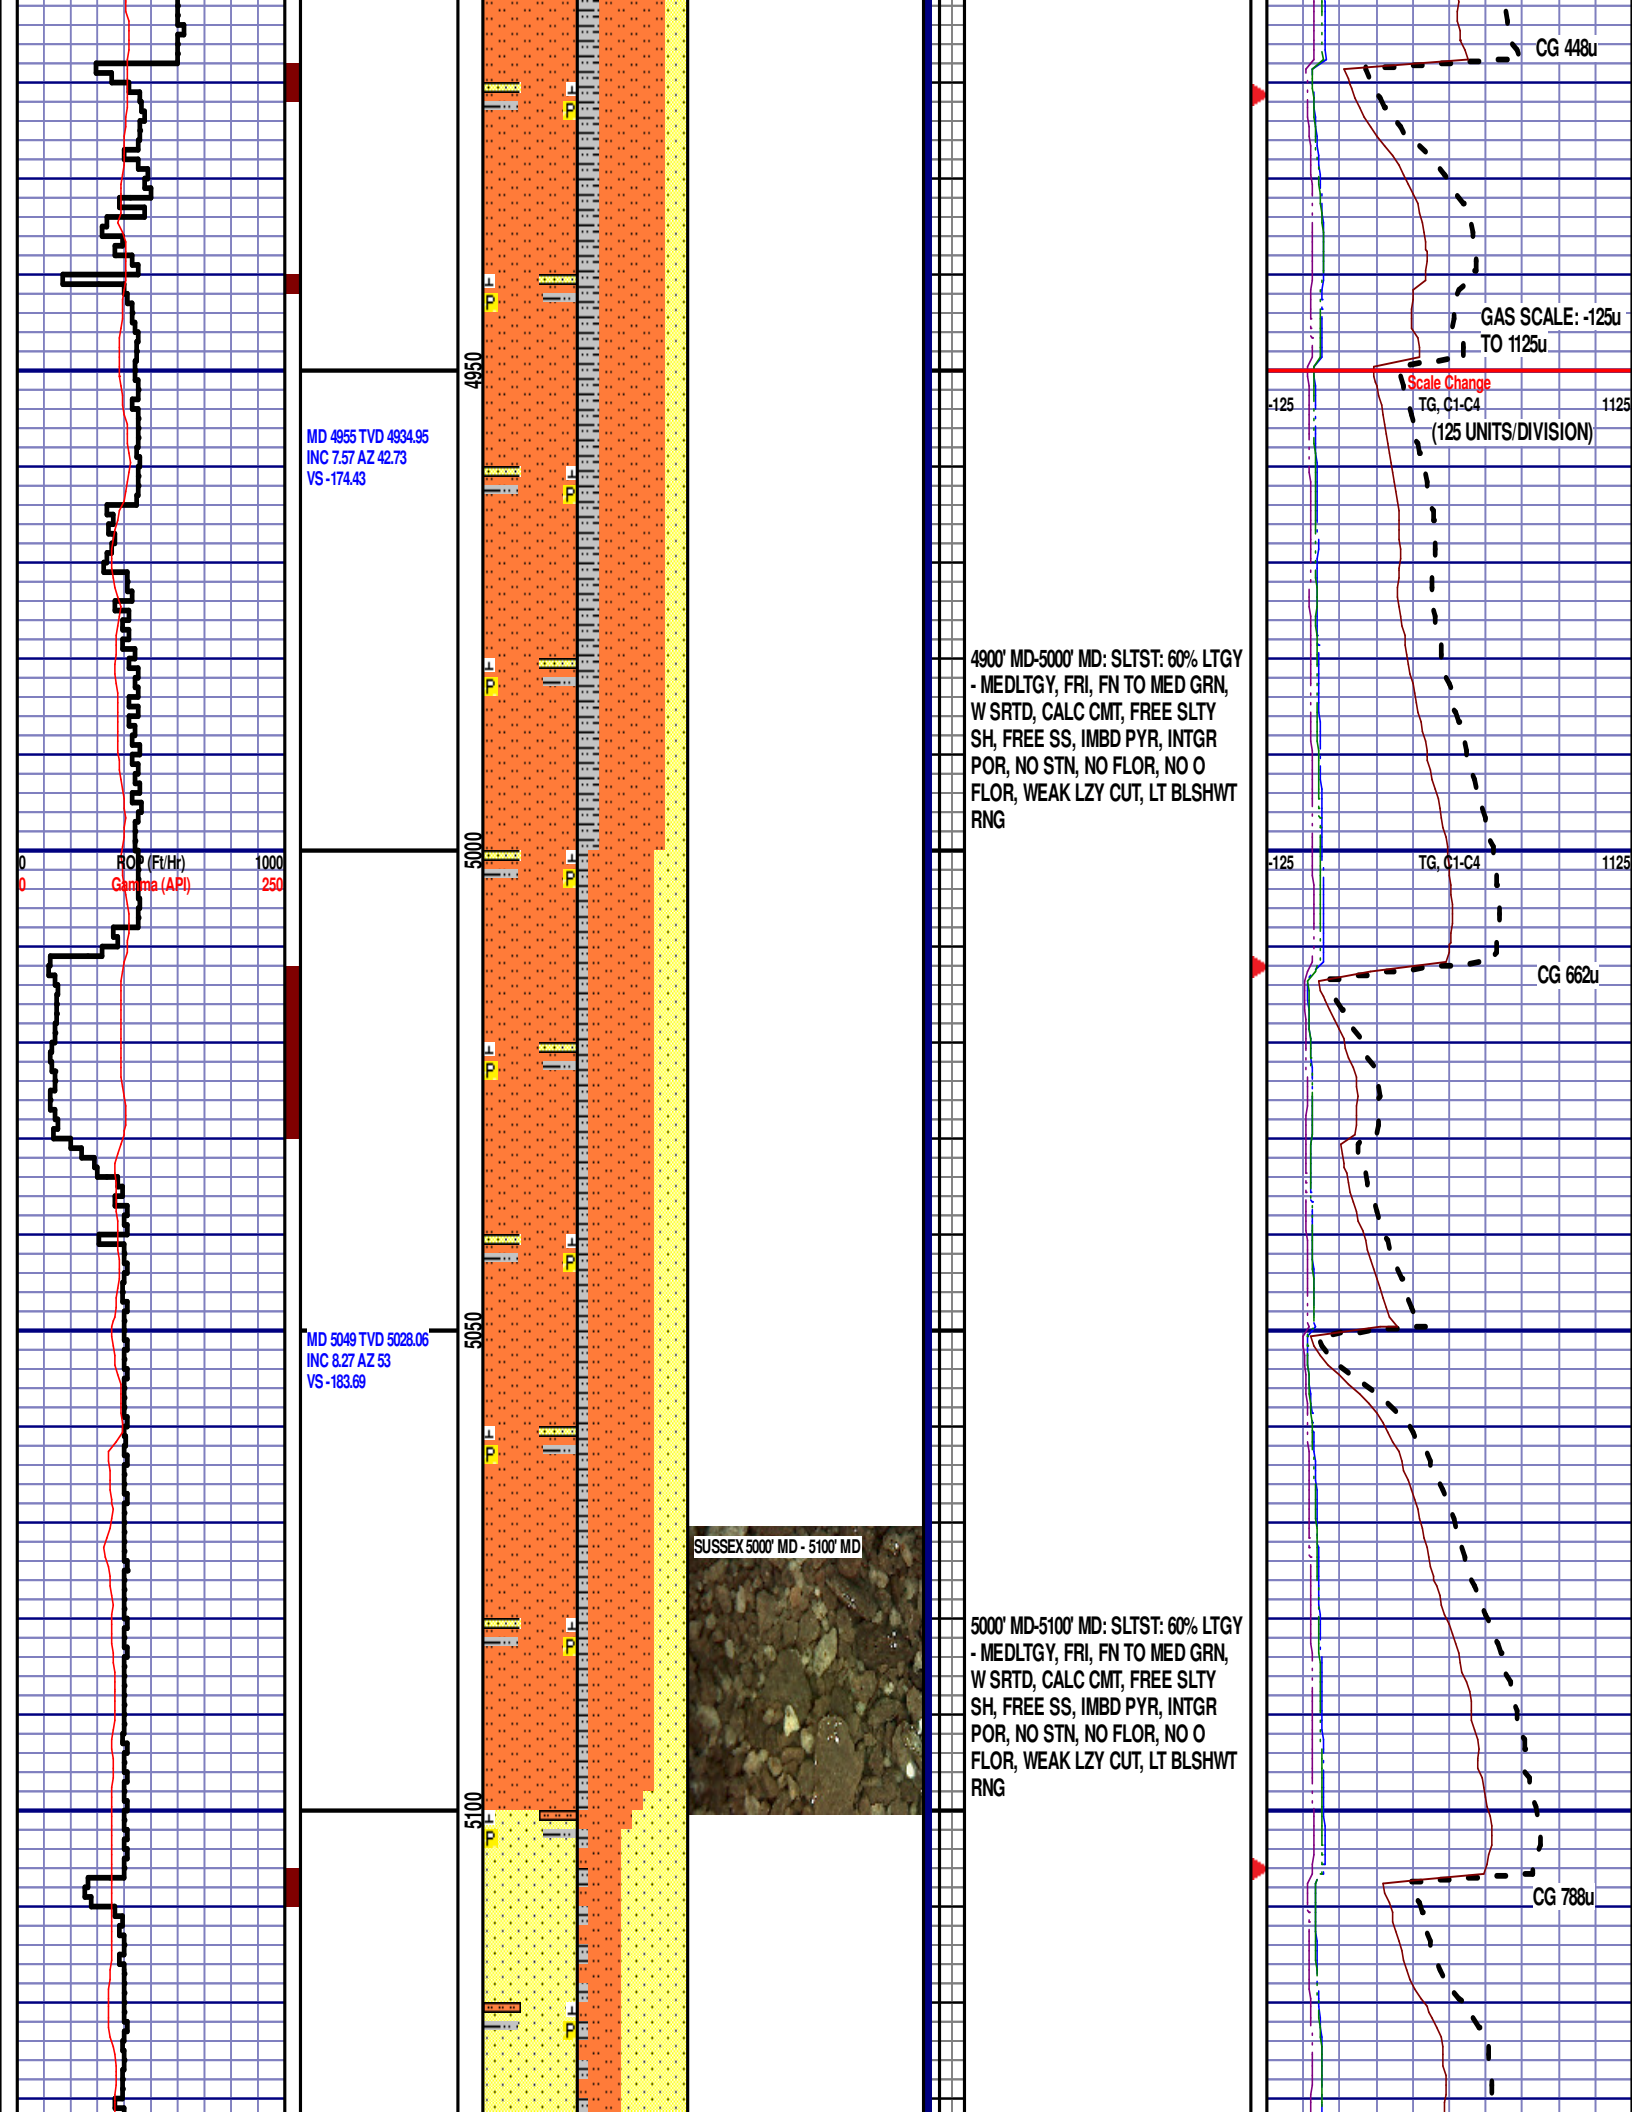 CG 448u
GAS SCALE: -125u
TO 1125u
4950
Scale Change
-125 TG, C1-C4 1125
(125 UNITS/DIVISION)
MD 4955 TVD 4934.95
INC 7.57 AZ 42.73
VS -174.43
4900' MD-5000' MD: SLTST: 60% LTGY
- MEDLTGY, FRI, FN TO MED GRN,
W SRTD, CALC CMT, FREE SLTY
SH, FREE SS, IMBD PYR, INTGR
POR, NO STN, NO FLOR, NO O
FLOR, WEAK LZY CUT, LT BLSHWT
RNG
5000
0 ROP (Ft/Hr) 1000
0 Gamma (API) 250
-125 TG, C1-C4 1125
CG 662u
5050
MD 5049 TVD 5028.06
INC 8.27 AZ 53
VS -183.69
SUSSEX 5000' MD - 5100' MD
5000' MD-5100' MD: SLTST: 60% LTGY
- MEDLTGY, FRI, FN TO MED GRN,
W SRTD, CALC CMT, FREE SLTY
SH, FREE SS, IMBD PYR, INTGR
POR, NO STN, NO FLOR, NO O
FLOR, WEAK LZY CUT, LT BLSHWT
RNG
5100
CG 788u
P
P
P
P
P
P
P
P
P
P
P